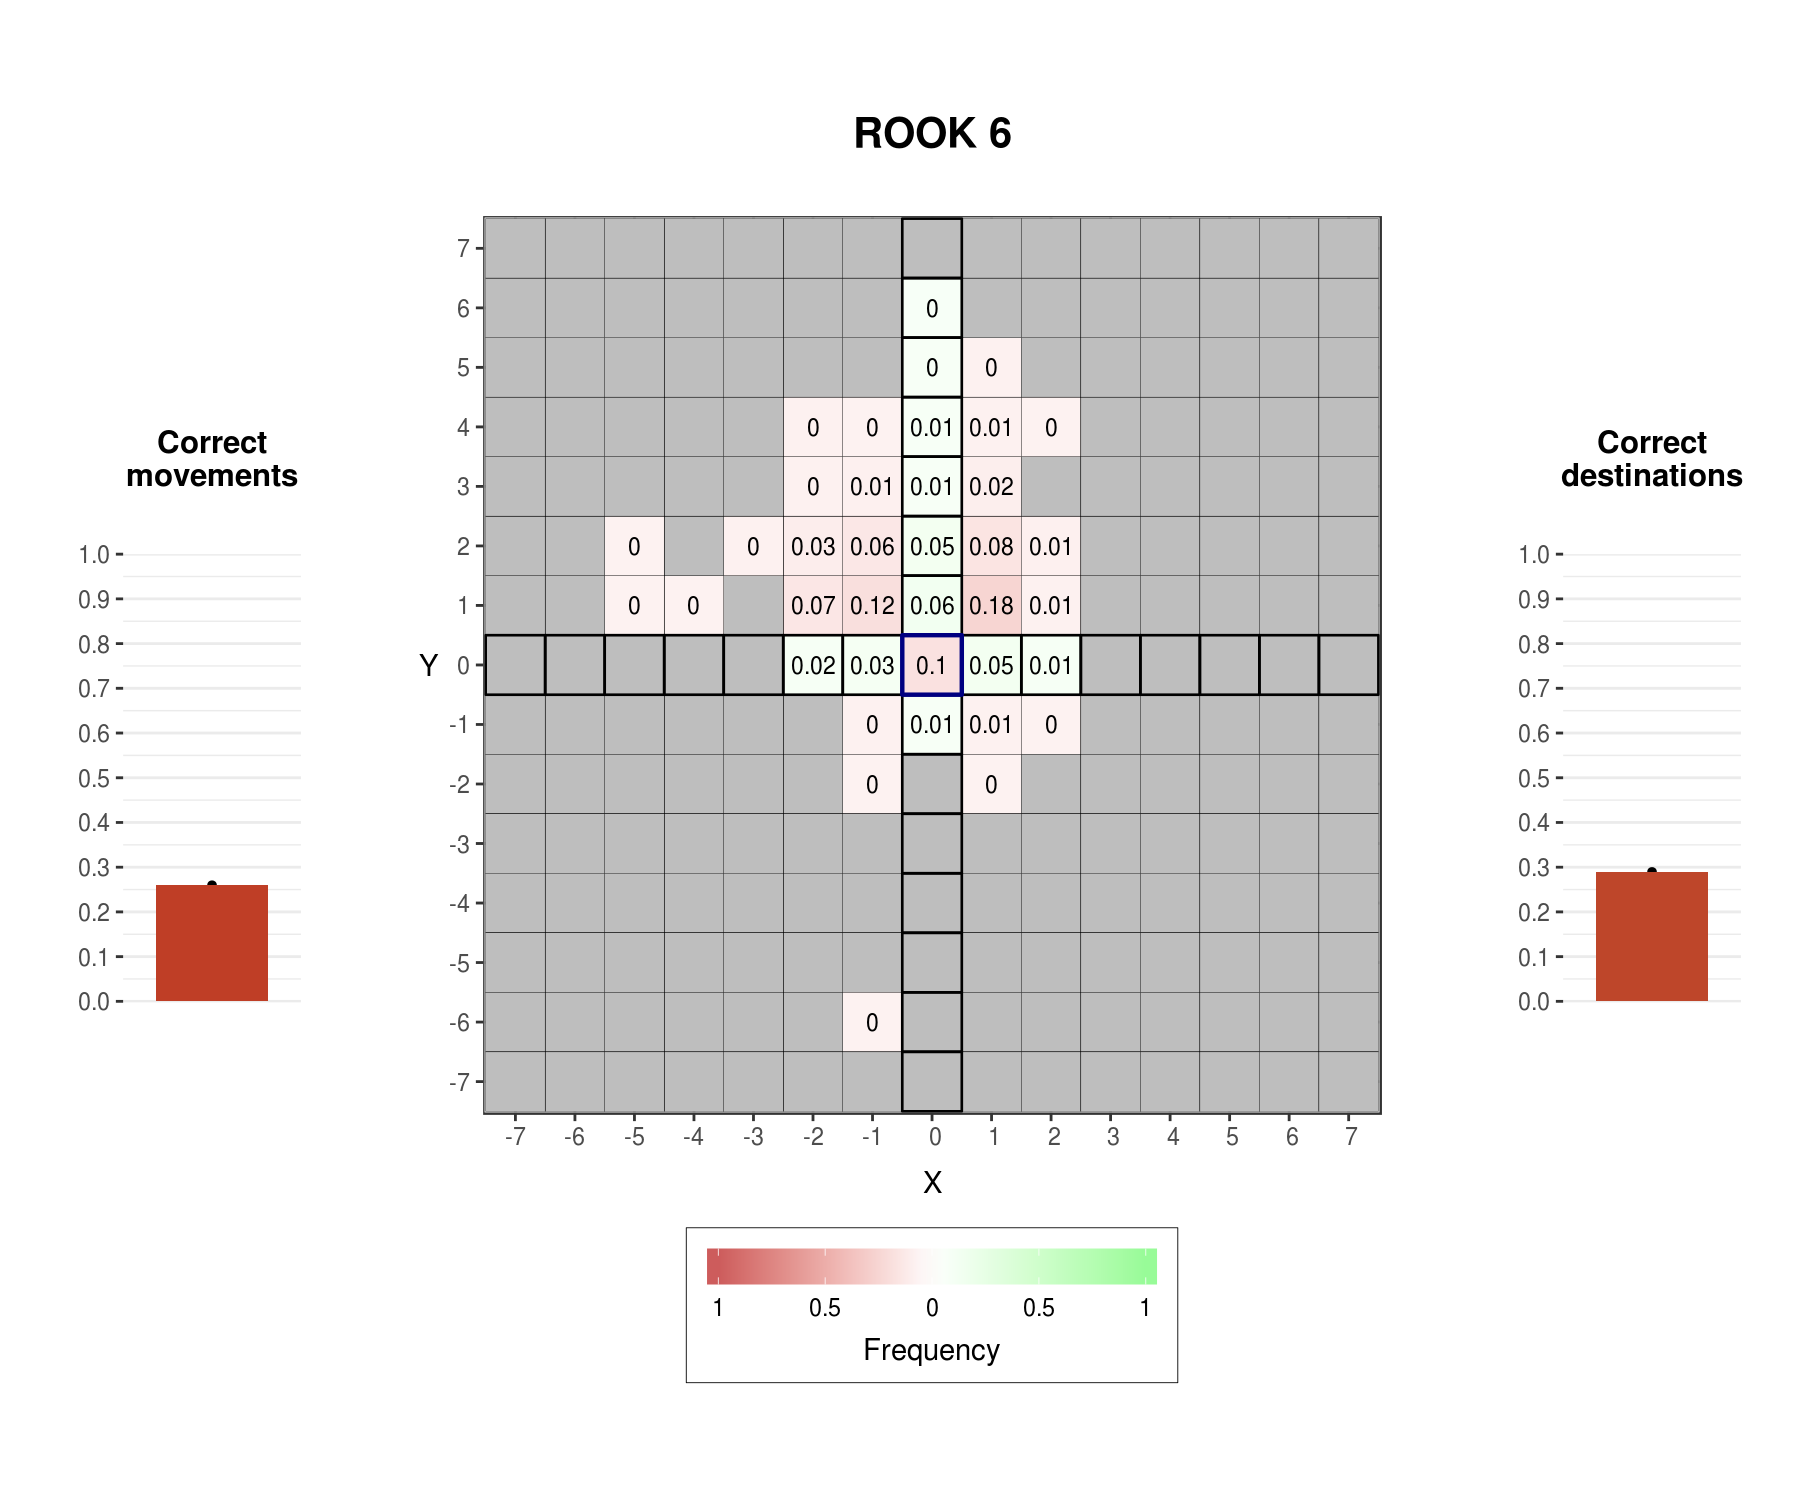 ROOK 6
Correct
movements
1.0
0.9
0.8
0.7
0.6
0.5
0.4
0.3
0.2
0.1
0.0
Y
7
6 0
5 0 0
4 0 0 0.01 0.01 0
3 0 0.01 0.01 0.02
2 0 0 0.03 0.06 0.05 0.08 0.01
1 0 0 0.07 0.12 0.06 0.18 0.01
0 0.02 0.03 0.1 0.05 0.01
-1 0 0.01 0.01 0
-2 0 0
-3
-4
-5
-6 0
-7
-7 -6 -5 -4 -3 -2 -1 0 1 2 3 4 5 6 7
X
1 0.5 0 0.5 1
Frequency
Correct
destinations
1.0
0.9
0.8
0.7
0.6
0.5
0.4
0.3
0.2
0.1
0.0